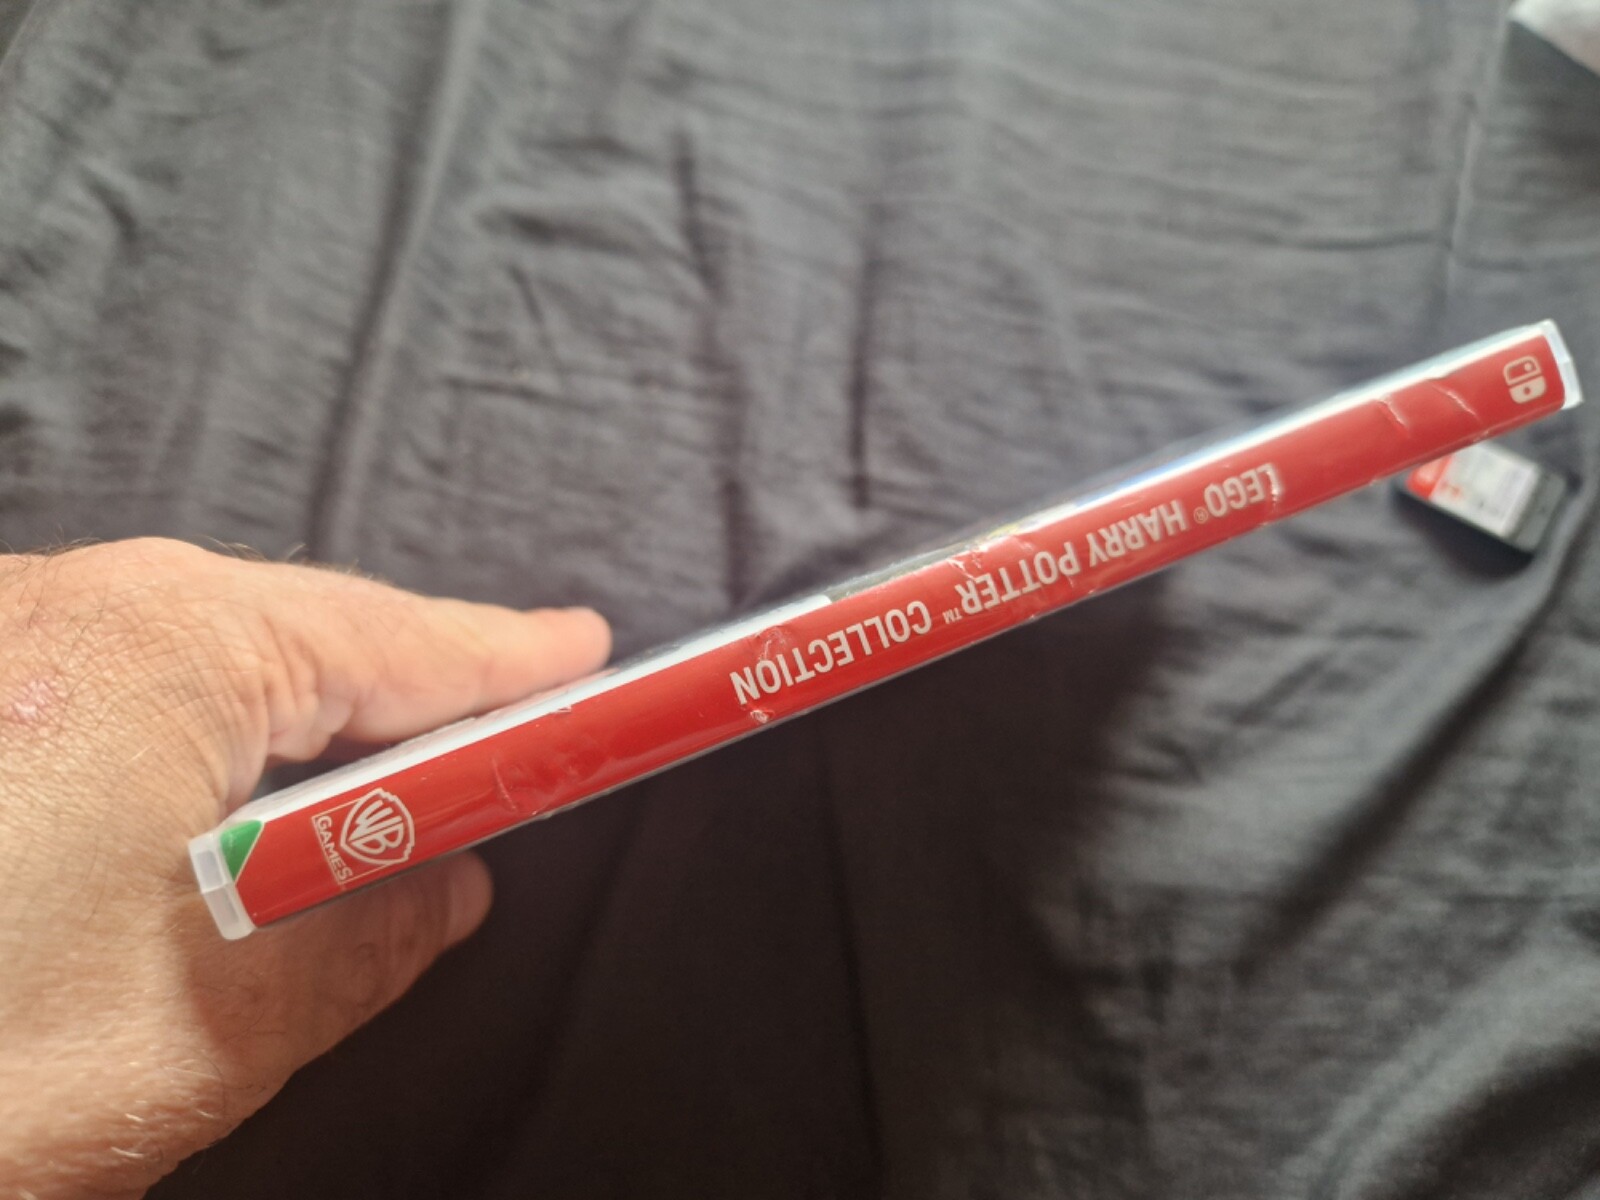 LEGO® HARRY POTTER™ COLLECTION
WB
GAMES